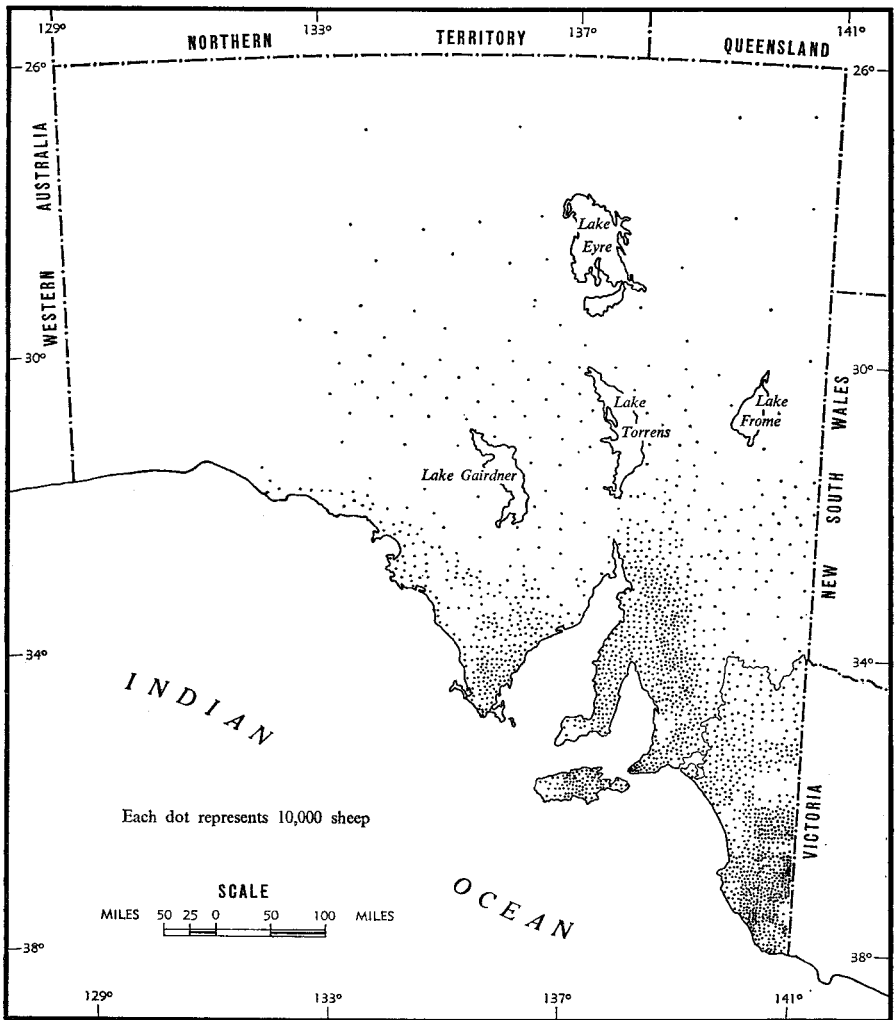 129° 133° 137° 141°
NORTHERN TERRITORY QUEENSLAND
26° 26°
WESTERN AUSTRALIA
Lake
Eyre
30° 30°
Lake
Torrens
Lake
Frome
Lake Gairdner
NEW SOUTH WALES
34° 34°
INDIAN
Each dot represents 10,000 sheep
VICTORIA
OCEAN
SCALE
MILES 50 25 0 50 100 MILES
38° 38°
129° 133° 137° 141°